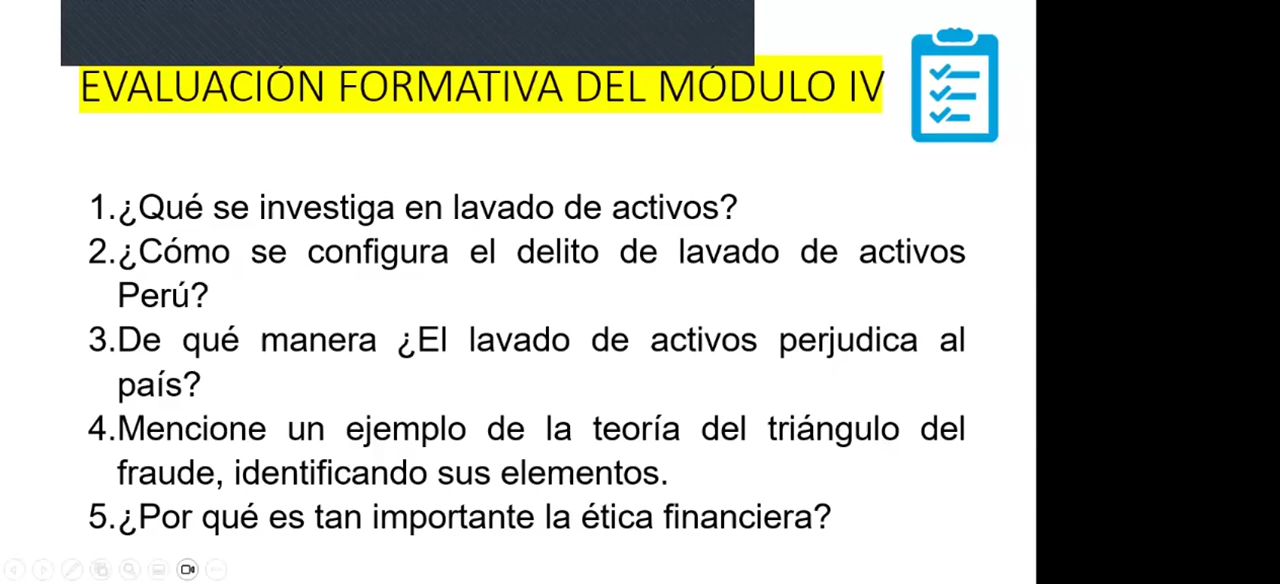 EVALUACIÓN FORMATIVA DEL MÓDULO IV
1.¿Qué se investiga en lavado de activos?
2.¿Cómo se configura el delito de lavado de activos
Perú?
3.De qué manera ¿El lavado de activos perjudica al
país?
4.Mencione un ejemplo de la teoría del triángulo del
fraude, identificando sus elementos.
5.¿Por qué es tan importante la ética financiera?